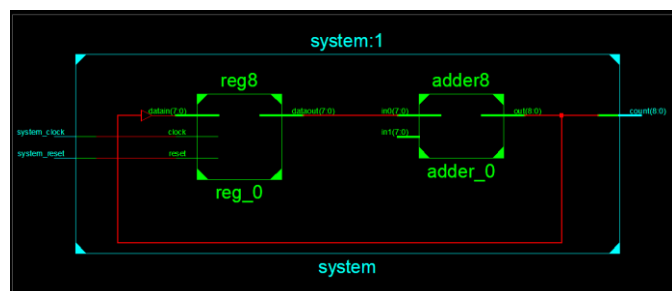 system:1
reg8
adder8
datain(7:0)
dataout(7:0)
in0(7:0)
out(8:0)
count(8:0)
system_clock
clock
in1(7:0)
system_reset
reset
reg_0
adder_0
system